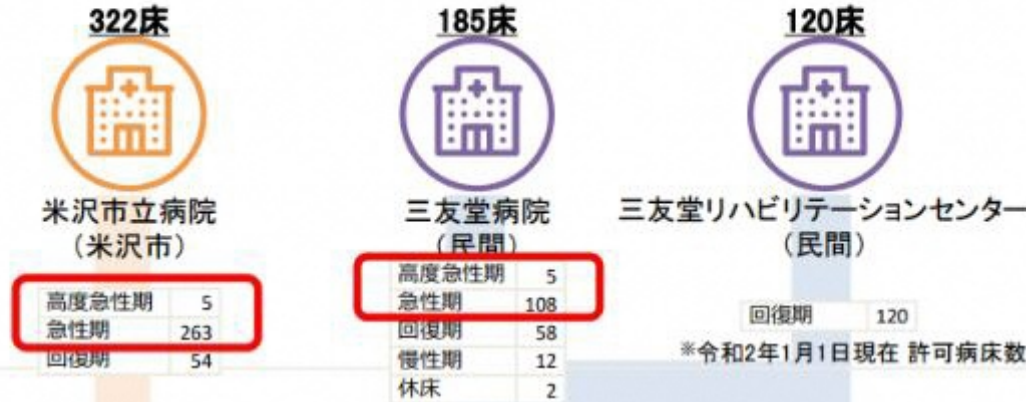 322床
米沢市立病院
（米沢市）
高度急性期 5
急性期 263
回復期 54
185床
三友堂病院
（民間）
高度急性期 5
急性期 108
回復期 58
慢性期 12
休床 2
120床
三友堂リハビリテーションセンター
（民間）
回復期 120
※令和2年1月1日現在 許可病床数